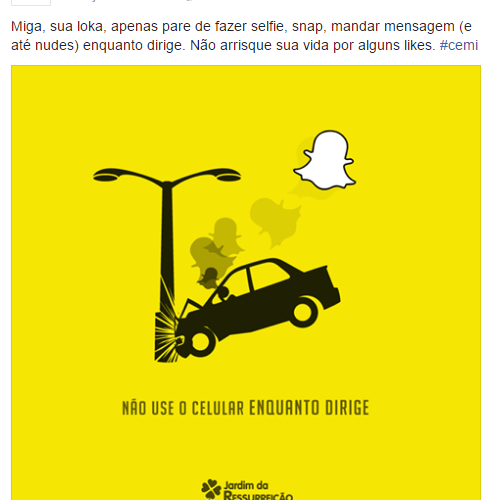 Miga, sua loka, apenas pare de fazer selfie, snap, mandar mensagem (e
até nudes) enquanto dirige. Não arrisque sua vida por alguns likes. #cemi
NÃO USE O CELULAR ENQUANTO DIRIGE
Jardim da
RESSURREIÇÃO